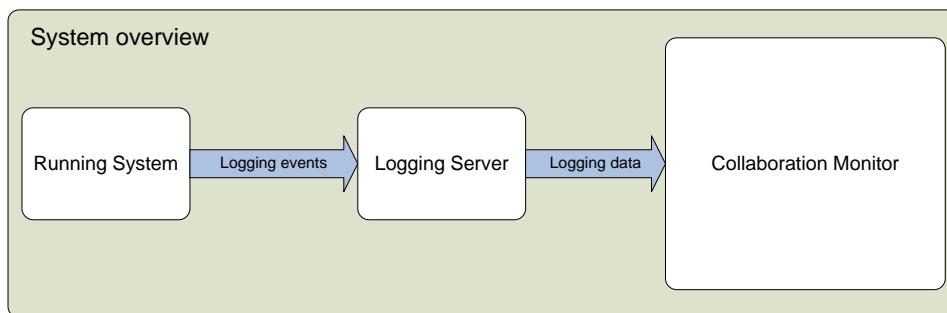 System overview
Running System
Logging events
Logging Server
Logging data
Collaboration Monitor